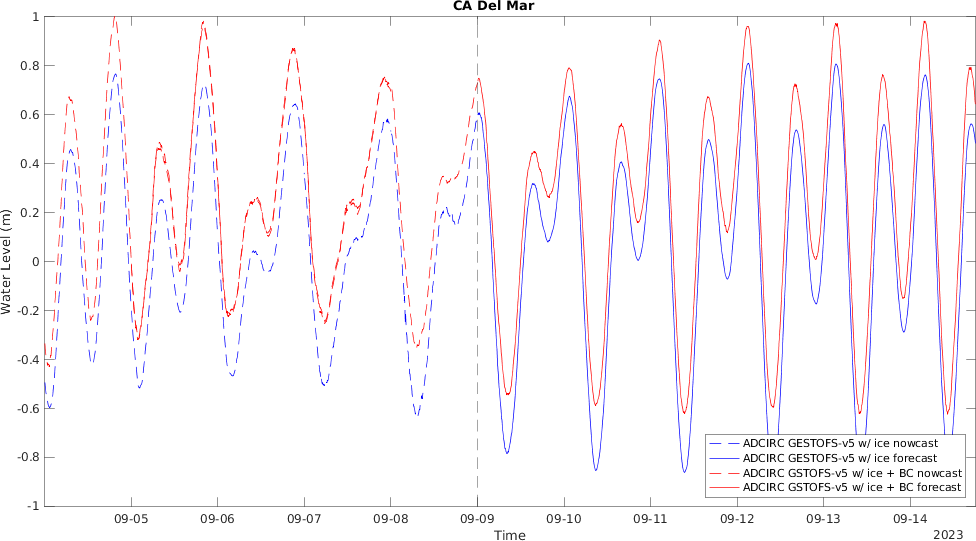 CA Del Mar
1
0.8
0.6
0.4
0.2
0
-0.2
-0.4
-0.6
-0.8
-1
Water Level (m)
09-05 09-06 09-07 09-08 09-09 09-10 09-11 09-12 09-13 09-14
Time
2023
ADCIRC GESTOFS-v5 w/ ice nowcast
ADCIRC GESTOFS-v5 w/ ice forecast
ADCIRC GSTOFS-v5 w/ ice + BC nowcast
ADCIRC GSTOFS-v5 w/ ice + BC forecast